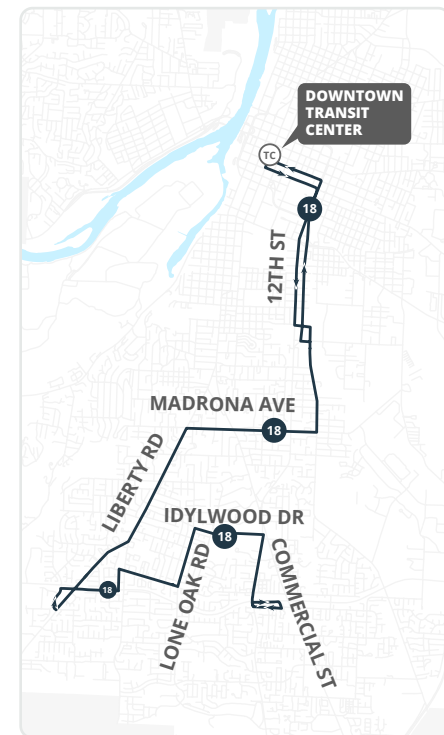 DOWNTOWN
TRANSIT
CENTER
TC
18
12TH ST
MADRONA AVE
18
LIBERTY RD
IDYLWOOD DR
18
LONE OAK RD
COMMERCIAL ST
18